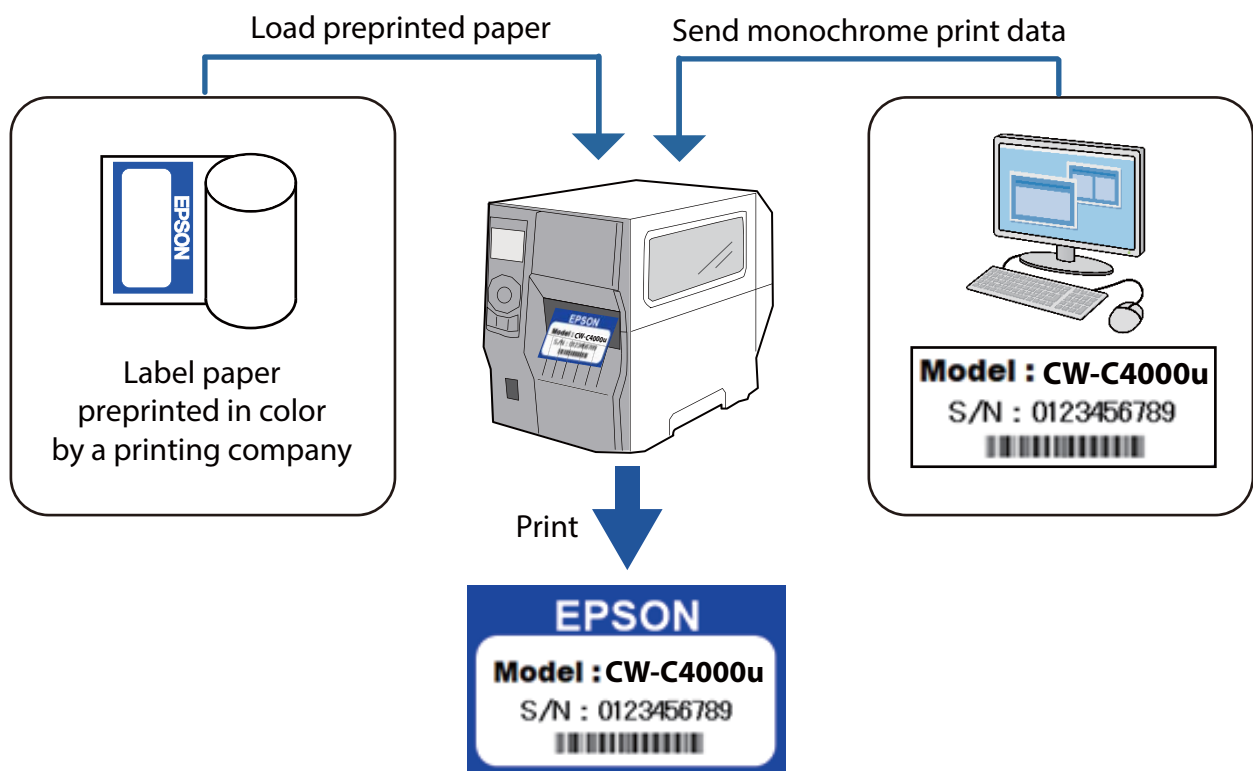 Load preprinted paper
Send monochrome print data
EPSON
Label paper
preprinted in color
by a printing company
EPSON
Model : CW-C4000u
S/N : 0123456789
Model : CW-C4000u
S/N : 0123456789
Print
EPSON
Model : CW-C4000u
S/N : 0123456789